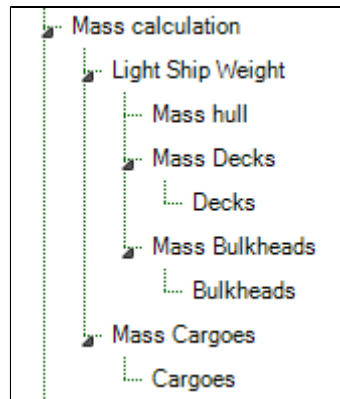 Mass calculation
Light Ship Weight
Mass hull
Mass Decks
Decks
Mass Bulkheads
Bulkheads
Mass Cargoes
Cargoes